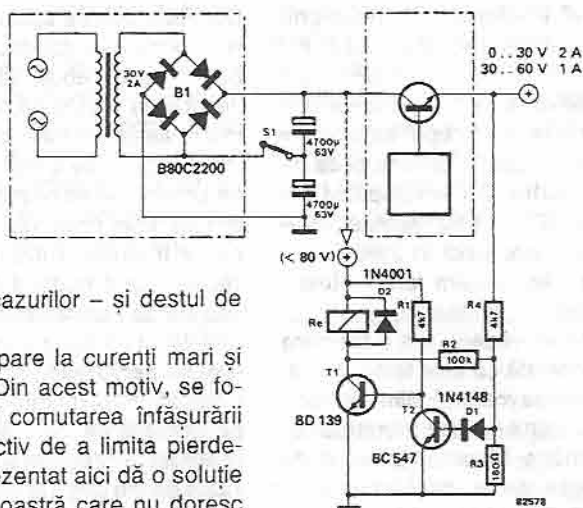 0..30 V 2 A
30..60 V 1 A
30V
2A
B1
B80C2200
S1
4700µ
63V
4700µ
63V
(< 80 V)
1N4001
D2
Re
R1
4k7
R4
4k7
R2
100k
T1
BD 139
T2
BC 547
1N4148
D1
R3
180Ω
82578
cazurilor – și destul de
pare la curenți mari și
Din acest motiv, se fo-
comutarea înfășurării
ctiv de a limita pierde-
ezentat aici dă o soluție
oastră care nu doresc